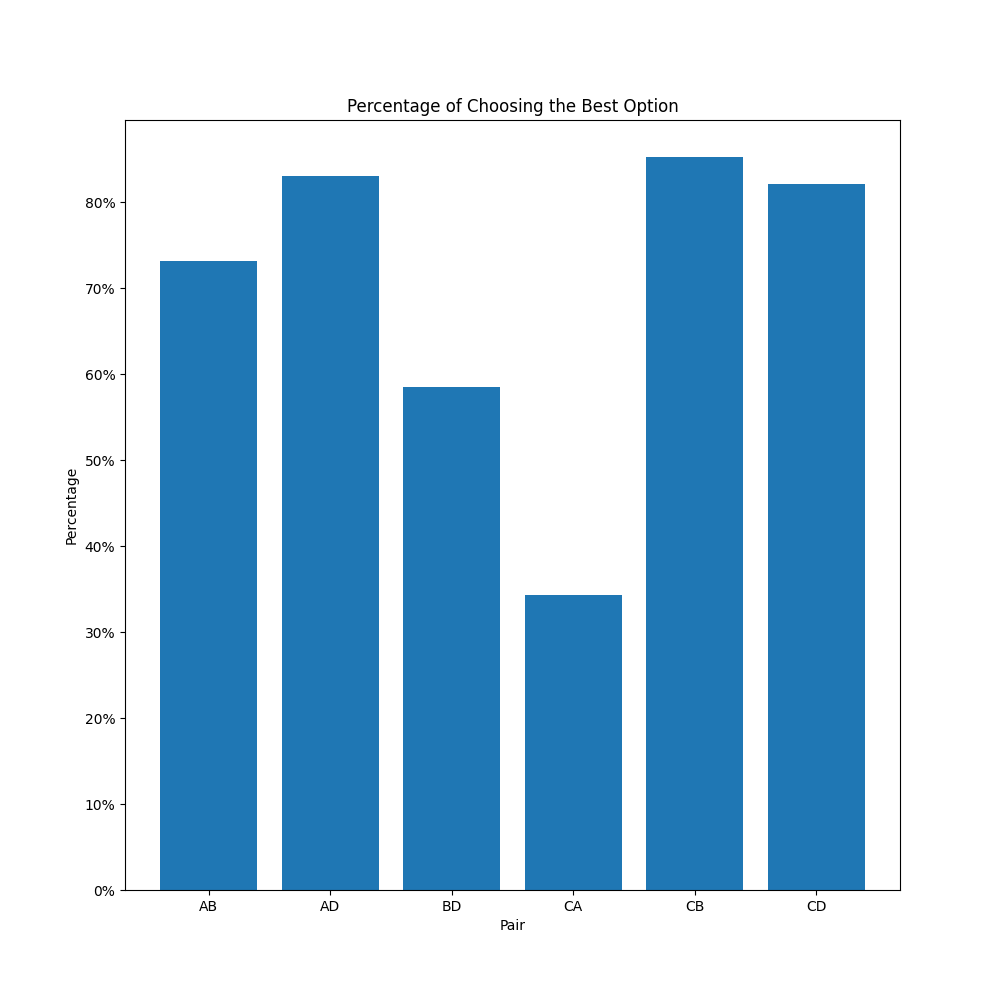 Percentage of Choosing the Best Option
Percentage
80%
70%
60%
50%
40%
30%
20%
10%
0%
AB AD BD CA CB CD
Pair